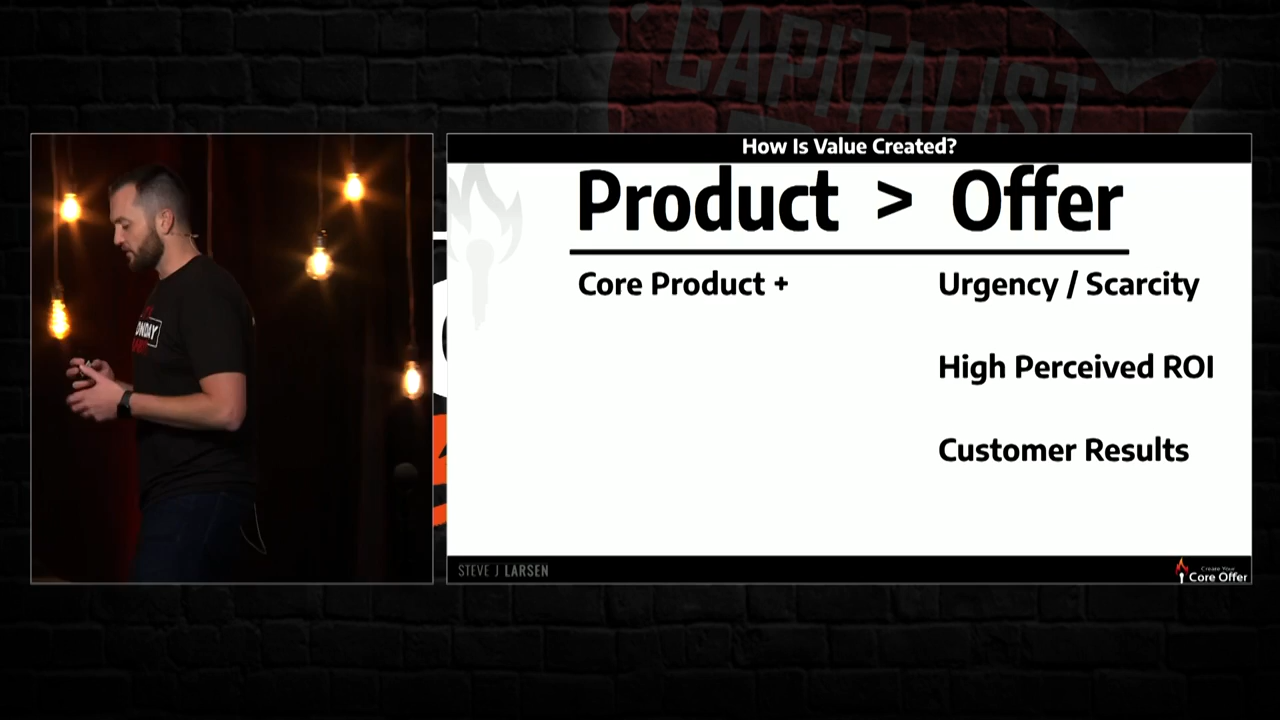 CAPITALIST
How Is Value Created?
Product > Offer
Core Product +
Urgency / Scarcity
High Perceived ROI
Customer Results
ONDAY
STEVE J LARSEN
Create Your
Core Offer